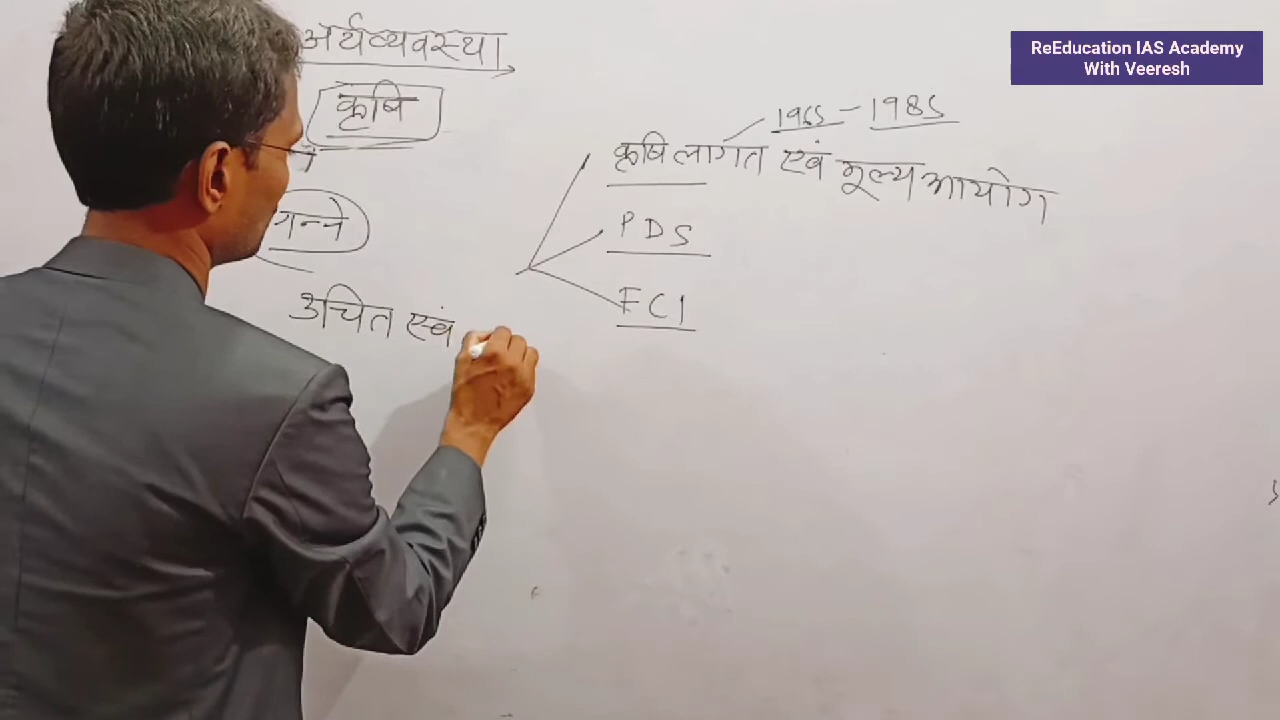 ReEducation IAS Academy
With Veeresh
अर्थव्यवस्था
कृषि
1965 - 1985
कृषि लागत एवं मूल्य आयोग
गन्ने
PDS
FCI
उचित एवं